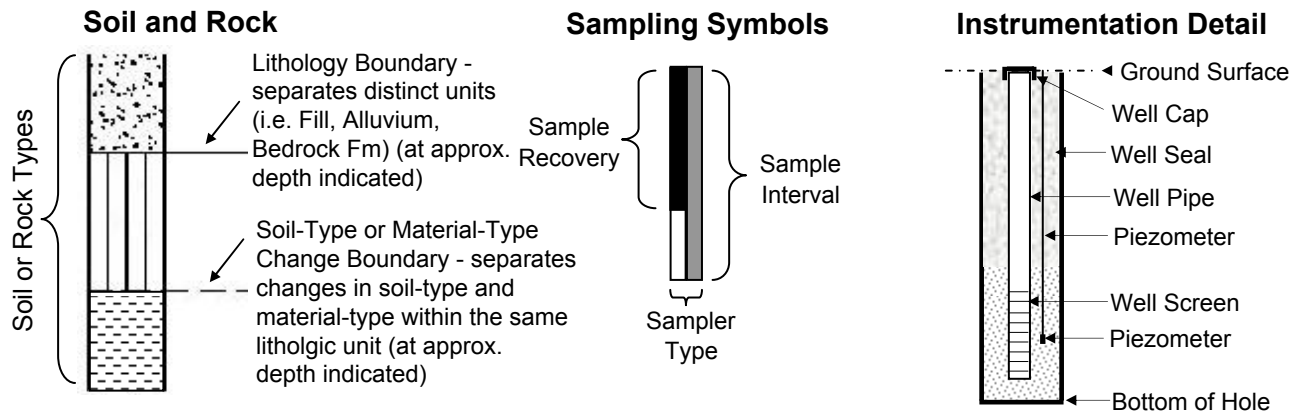 Soil and Rock
Soil or Rock Types
Lithology Boundary -
separates distinct units
(i.e. Fill, Alluvium,
Bedrock Fm) (at approx.
depth indicated)
Soil-Type or Material-Type
Change Boundary - separates
changes in soil-type and
material-type within the same
litholgic unit (at approx.
depth indicated)
Sampling Symbols
Sample
Recovery
Sample
Interval
Sampler
Type
Instrumentation Detail
Ground Surface
Well Cap
Well Seal
Well Pipe
Piezometer
Well Screen
Piezometer
Bottom of Hole